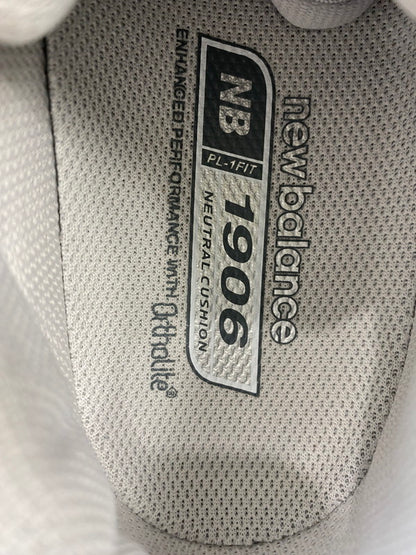 new balance
NB 1906
PL-1FIT NEUTRAL CUSHION
ENHANCED PERFORMANCE WITH Ortholite®